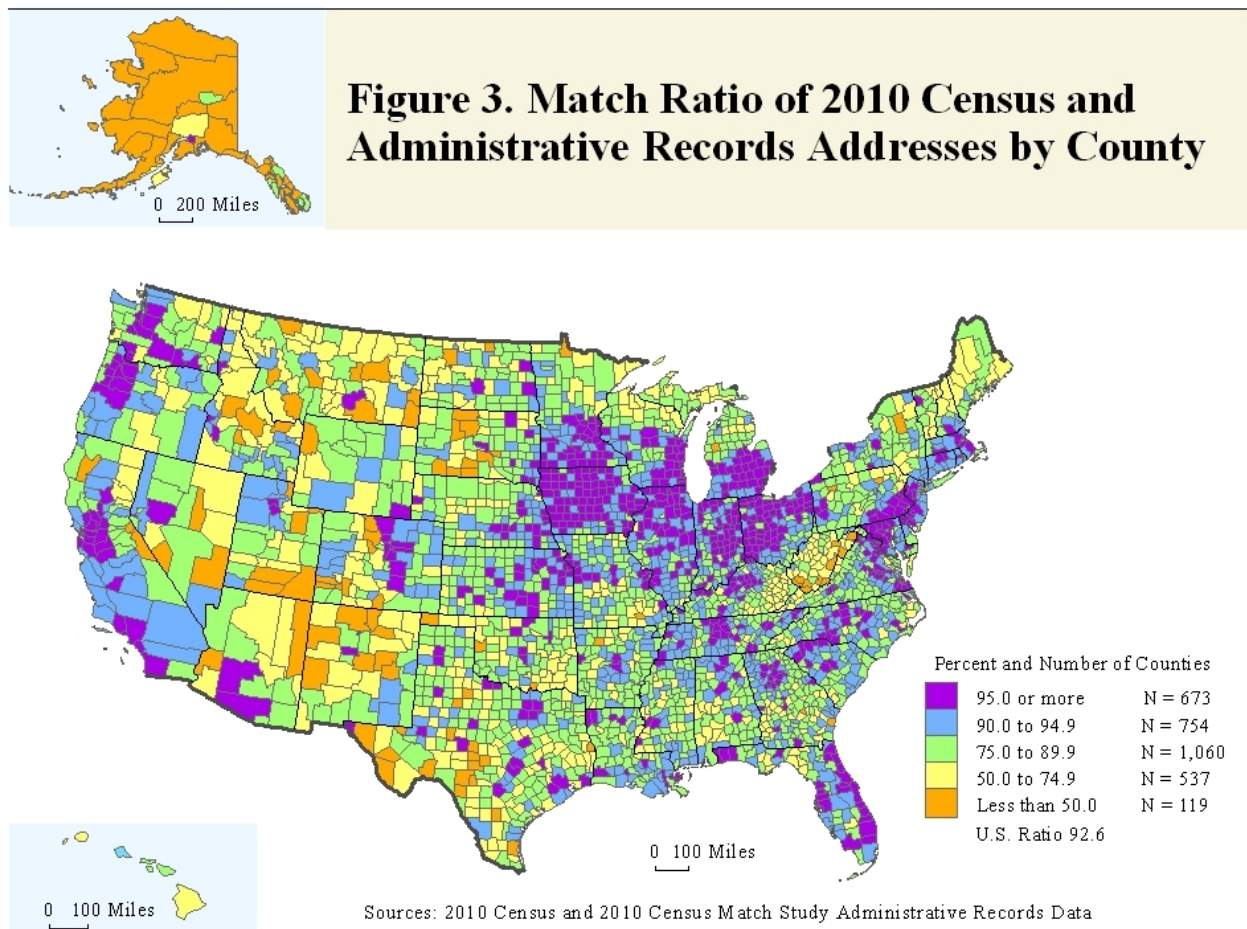 Figure 3. Match Ratio of 2010 Census and
Administrative Records Addresses by County
0 200 Miles
Percent and Number of Counties
95.0 or more N = 673
90.0 to 94.9 N = 754
75.0 to 89.9 N = 1,060
50.0 to 74.9 N = 537
Less than 50.0 N = 119
U.S. Ratio 92.6
0 100 Miles
0 100 Miles
Sources: 2010 Census and 2010 Census Match Study Administrative Records Data